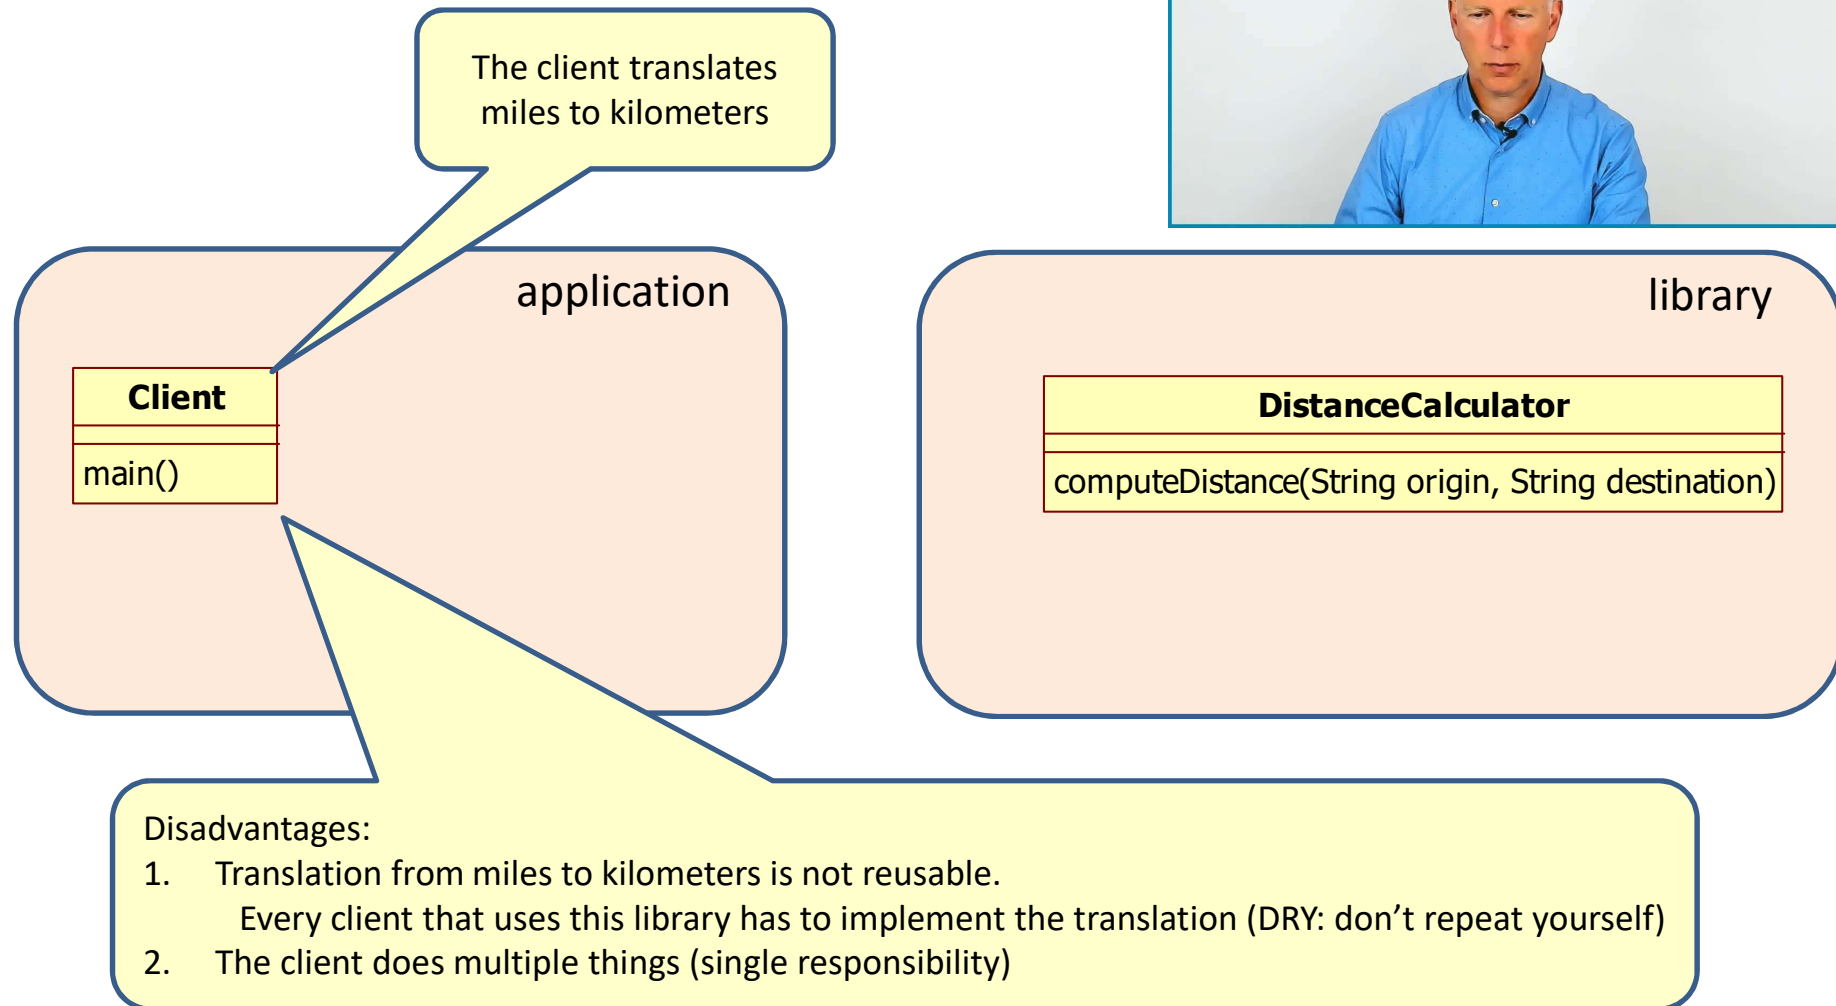 The client translates
miles to kilometers
application
library
Client
main()
DistanceCalculator
computeDistance(String origin, String destination)
Disadvantages:
1. Translation from miles to kilometers is not reusable.
Every client that uses this library has to implement the translation (DRY: don’t repeat yourself)
2. The client does multiple things (single responsibility)